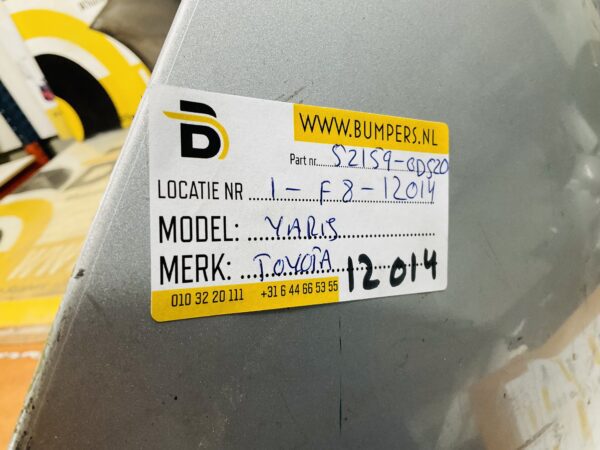 WWW.BUMPERS.NL
Part nr. 52159-0D520
LOCATIE NR 1-F8-12014
MODEL: YARIS
MERK: TOYOTA 12014
010 32 20 111 +31 6 44 66 53 55